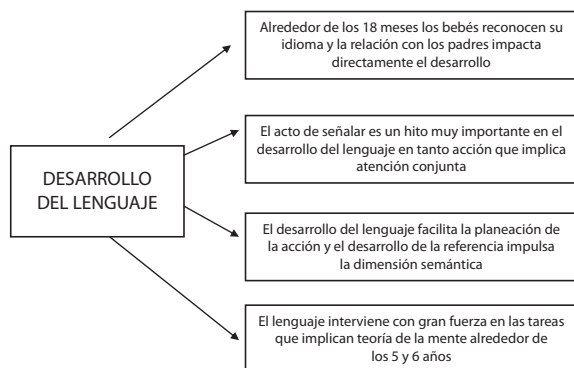 Alrededor de los 18 meses los bebés reconocen su
idioma y la relación con los padres impacta
directamente el desarrollo
El acto de señalar es un hito muy importante en el
desarrollo del lenguaje en tanto acción que implica
atención conjunta
DESARROLLO
DEL LENGUAJE
El desarrollo del lenguaje facilita la planeación de
la acción y el desarrollo de la referencia impulsa
la dimensión semántica
El lenguaje interviene con gran fuerza en las tareas
que implican teoría de la mente alrededor de
los 5 y 6 años